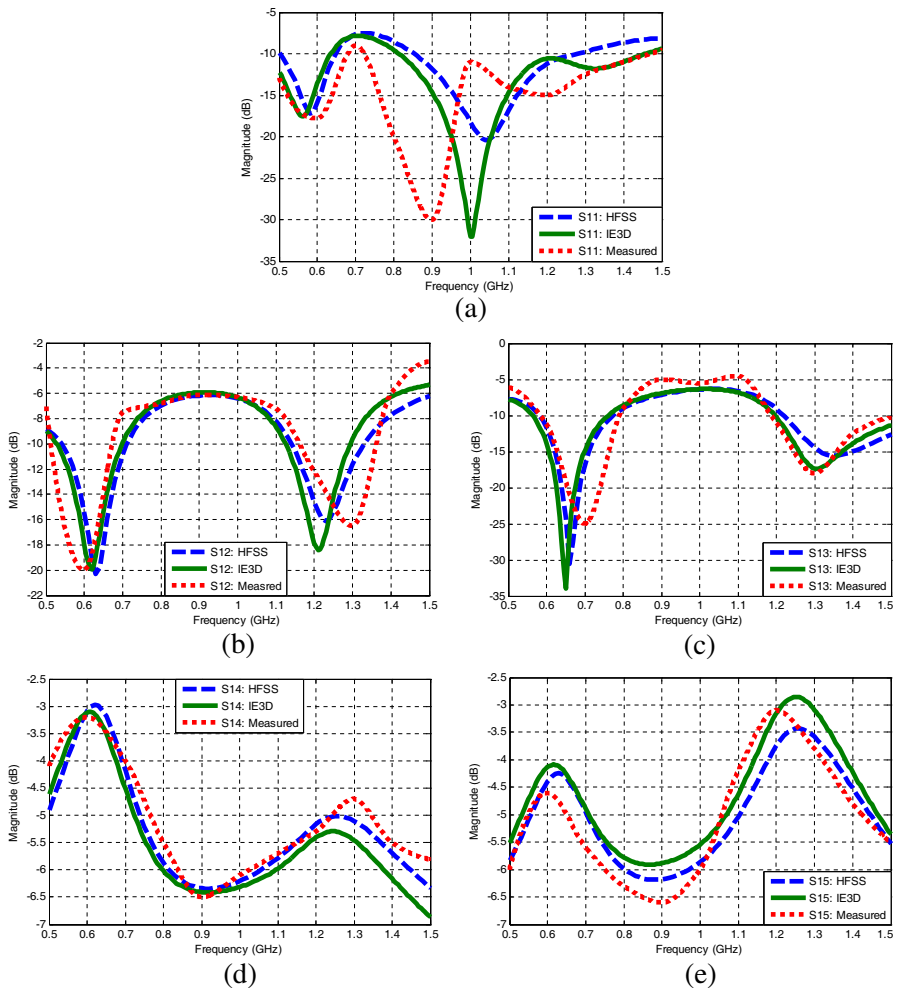 -5
-10
-15
-20
-25
-30
-35
Magnitude (dB)
S11: HFSS
S11: IE3D
S11: Measured
0.5 0.6 0.7 0.8 0.9 1 1.1 1.2 1.3 1.4 1.5
Frequency (GHz)
(a)
-2
-4
-6
-8
-10
-12
-14
-16
-18
-20
-22
Magnitude (dB)
S12: HFSS
S12: IE3D
S12: Measred
0.5 0.6 0.7 0.8 0.9 1 1.1 1.2 1.3 1.4 1.5
Frequency (GHz)
(b)
0
-5
-10
-15
-20
-25
-30
-35
Magnitude (dB)
S13: HFSS
S13: IE3D
S13: Measured
0.5 0.6 0.7 0.8 0.9 1 1.1 1.2 1.3 1.4 1.5
Frequency (GHz)
(c)
-2.5
-3
-3.5
-4
-4.5
-5
-5.5
-6
-6.5
-7
Magnitude (dB)
S14: HFSS
S14: IE3D
S14: Measured
0.5 0.6 0.7 0.8 0.9 1 1.1 1.2 1.3 1.4 1.5
Frequency (GHz)
(d)
-2.5
-3
-3.5
-4
-4.5
-5
-5.5
-6
-6.5
-7
Magnitude (dB)
S15: HFSS
S15: IE3D
S15: Measured
0.5 0.6 0.7 0.8 0.9 1 1.1 1.2 1.3 1.4 1.5
Frequency (GHz)
(e)